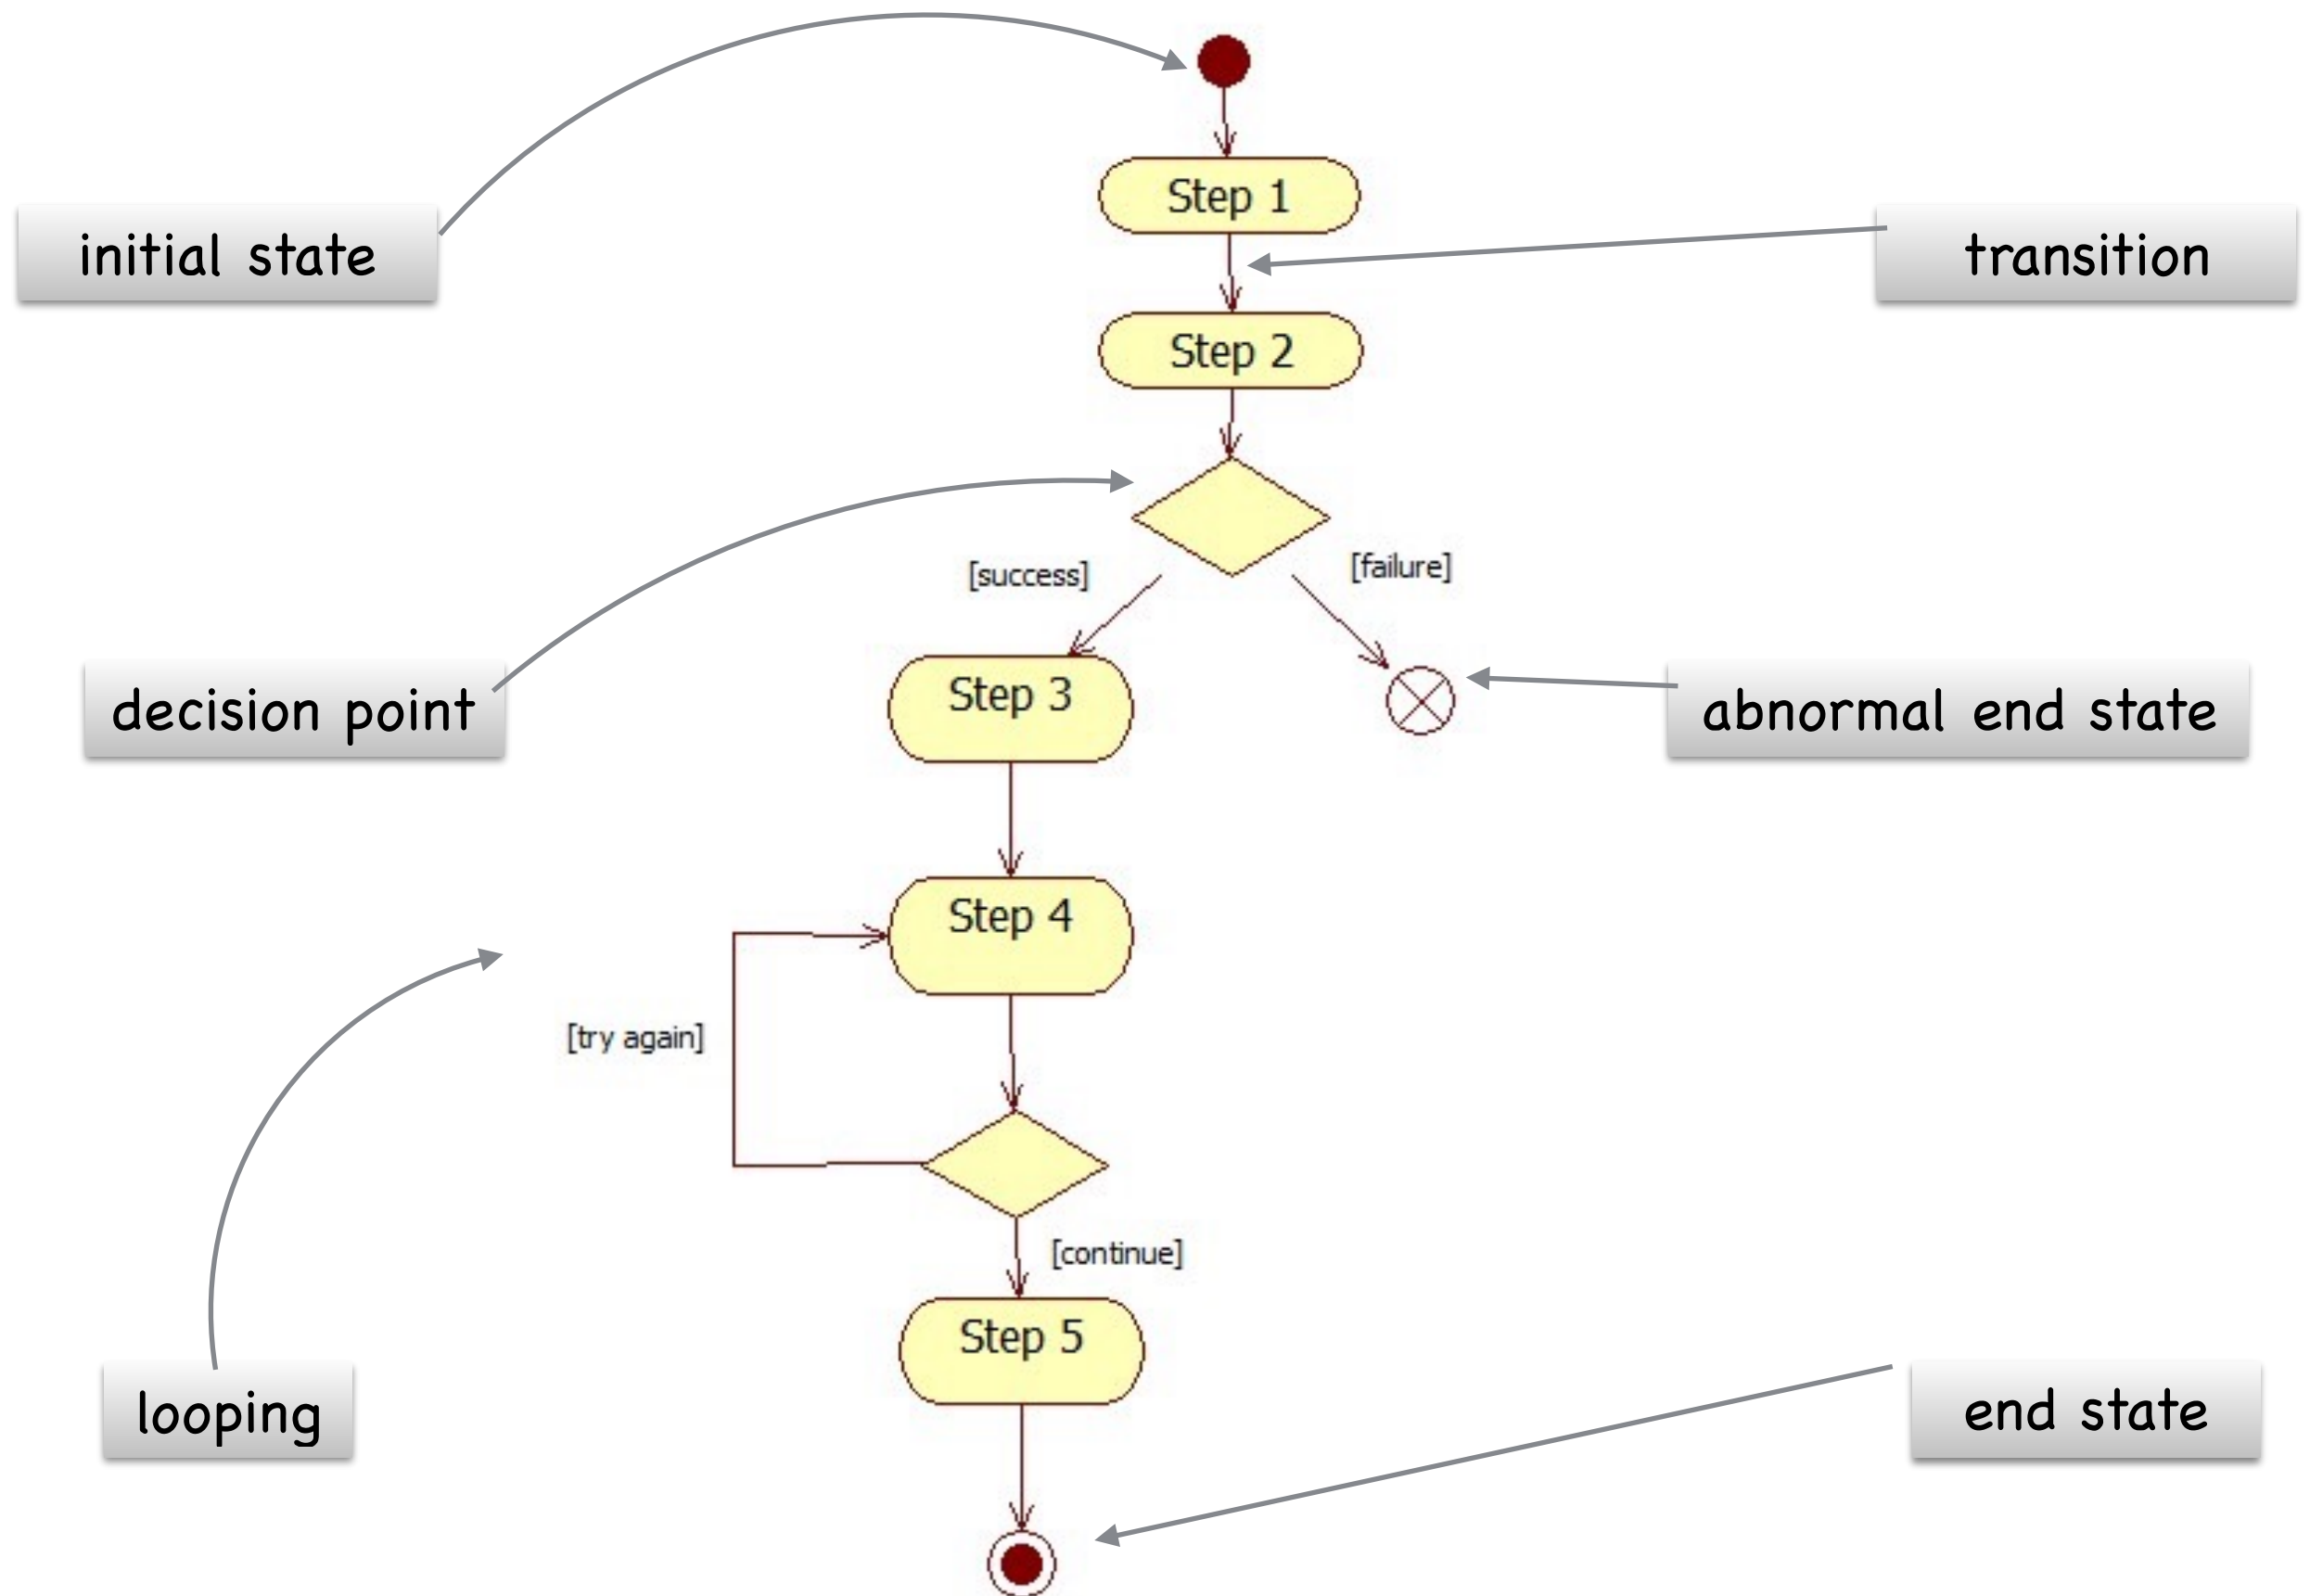 Step 1
initial state
transition
Step 2
[success]
[failure]
Step 3
decision point
abnormal end state
Step 4
[try again]
[continue]
Step 5
looping
end state